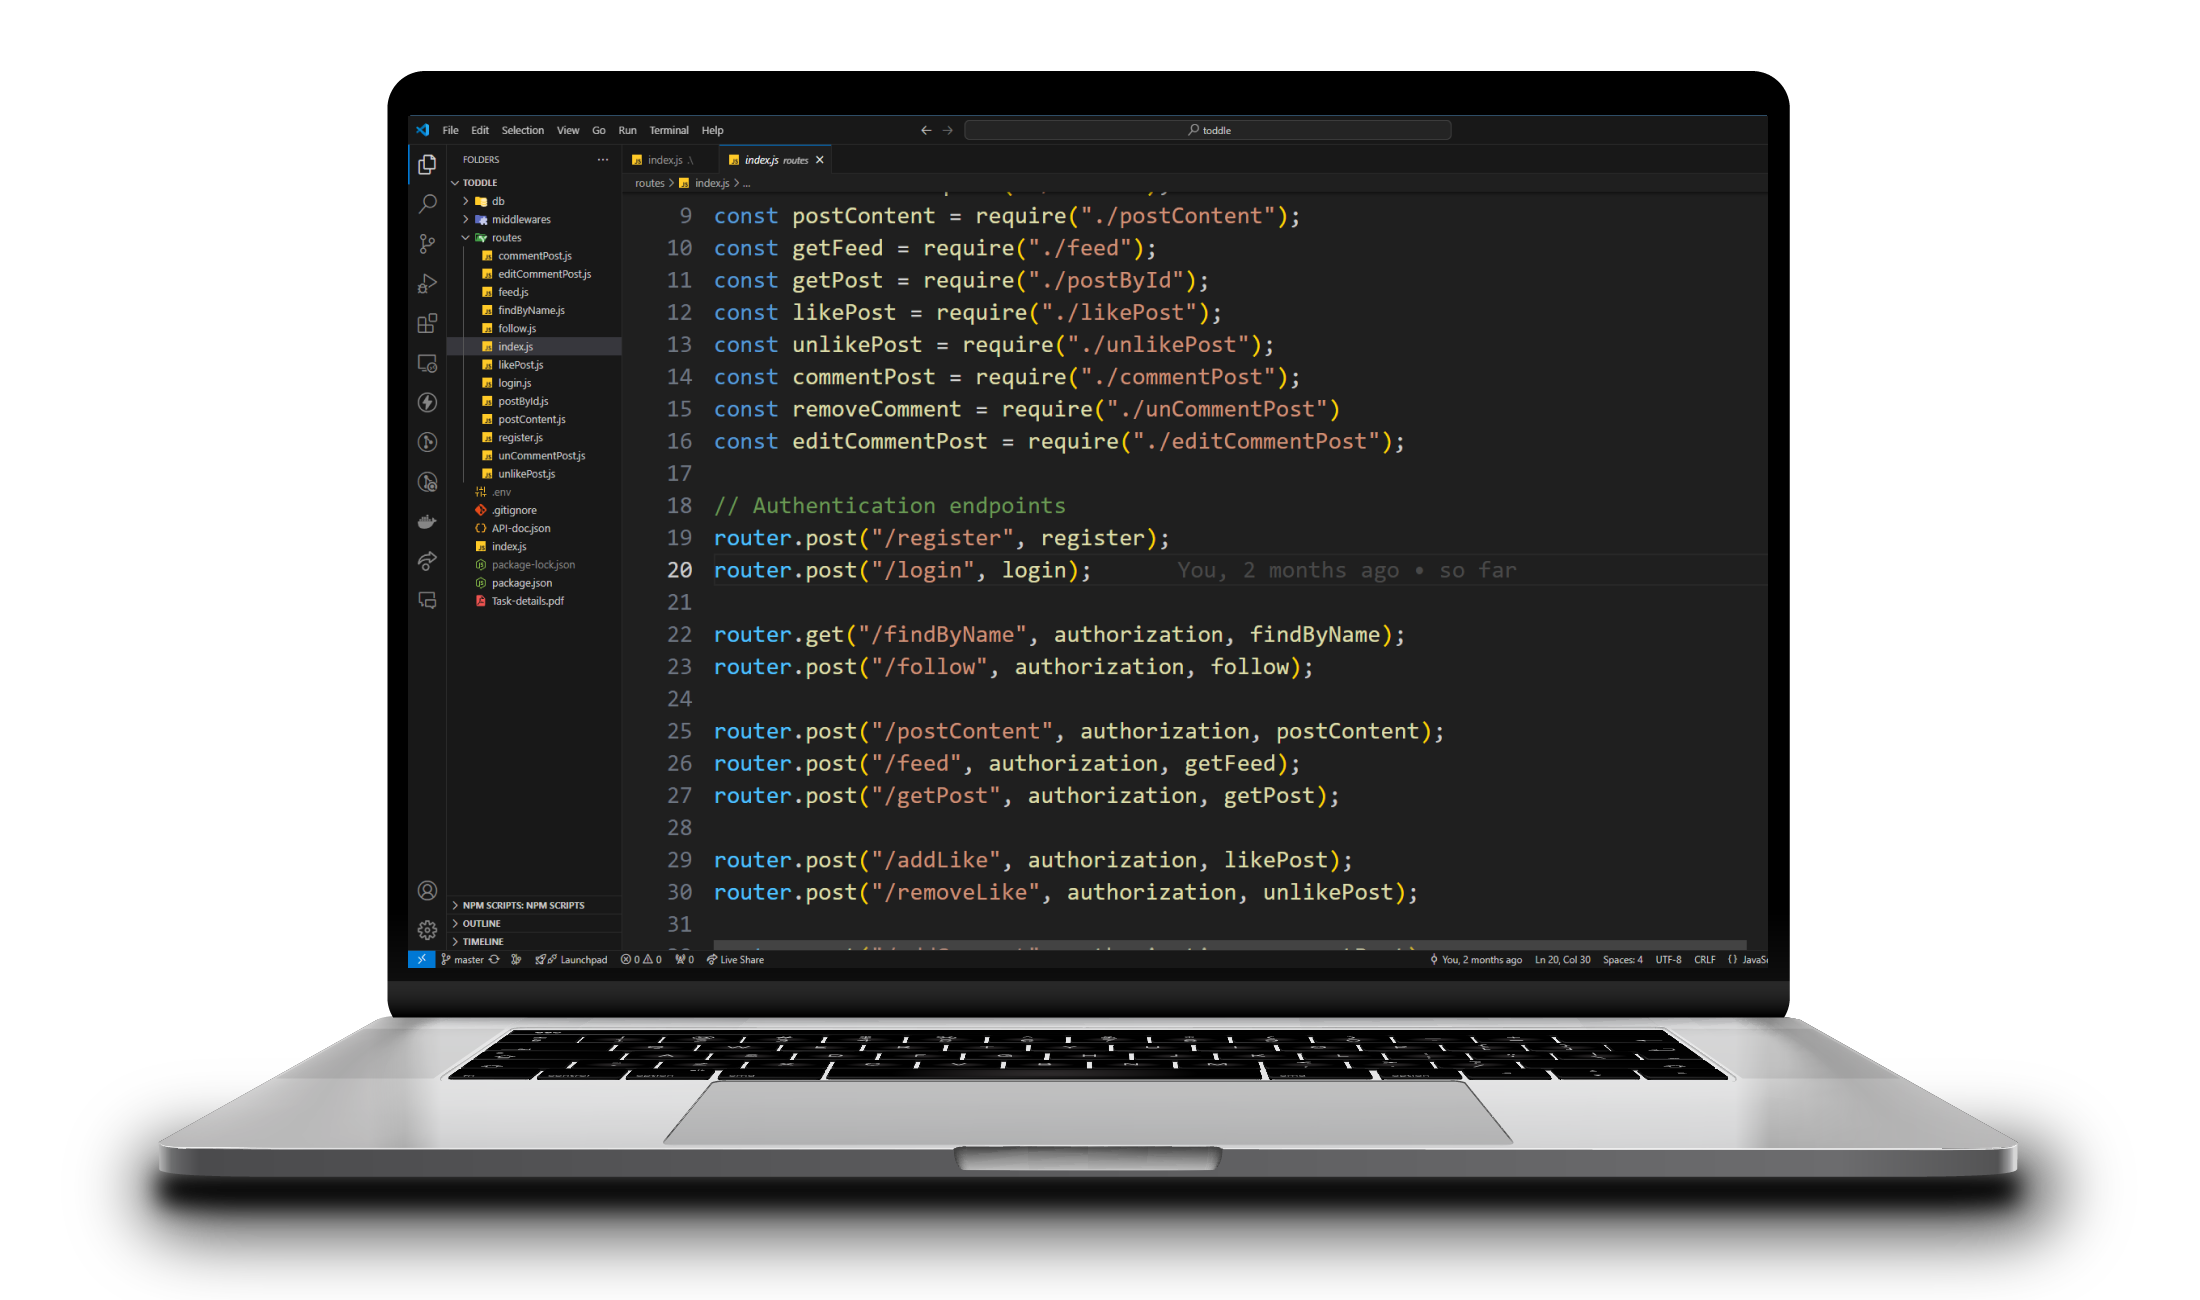 File Edit Selection View Go Run Terminal Help
toddle
FOLDERS
TODDLE
db
middlewares
routes
commentPost.js
editCommentPost.js
feed.js
findByName.js
follow.js
index.js
likePost.js
login.js
postById.js
postContent.js
register.js
unCommentPost.js
unlikePost.js
.env
.gitignore
API-doc.json
index.js
package-lock.json
package.json
Task-details.pdf
NPM SCRIPTS: NPM SCRIPTS
OUTLINE
TIMELINE
index.js .\ index.js routes
routes > index.js > ...
9 const postContent = require("./postContent");
10 const getFeed = require("./feed");
11 const getPost = require("./postById");
12 const likePost = require("./likePost");
13 const unlikePost = require("./unlikePost");
14 const commentPost = require("./commentPost");
15 const removeComment = require("./unCommentPost")
16 const editCommentPost = require("./editCommentPost");
17
18 // Authentication endpoints
19 router.post("/register", register);
20 router.post("/login", login); You, 2 months ago • so far
21
22 router.get("/findByName", authorization, findByName);
23 router.post("/follow", authorization, follow);
24
25 router.post("/postContent", authorization, postContent);
26 router.post("/feed", authorization, getFeed);
27 router.post("/getPost", authorization, getPost);
28
29 router.post("/addLike", authorization, likePost);
30 router.post("/removeLike", authorization, unlikePost);
31
master Launchpad 0 0 0 Live Share You, 2 months ago Ln 20, Col 30 Spaces: 4 UTF-8 CRLF {}